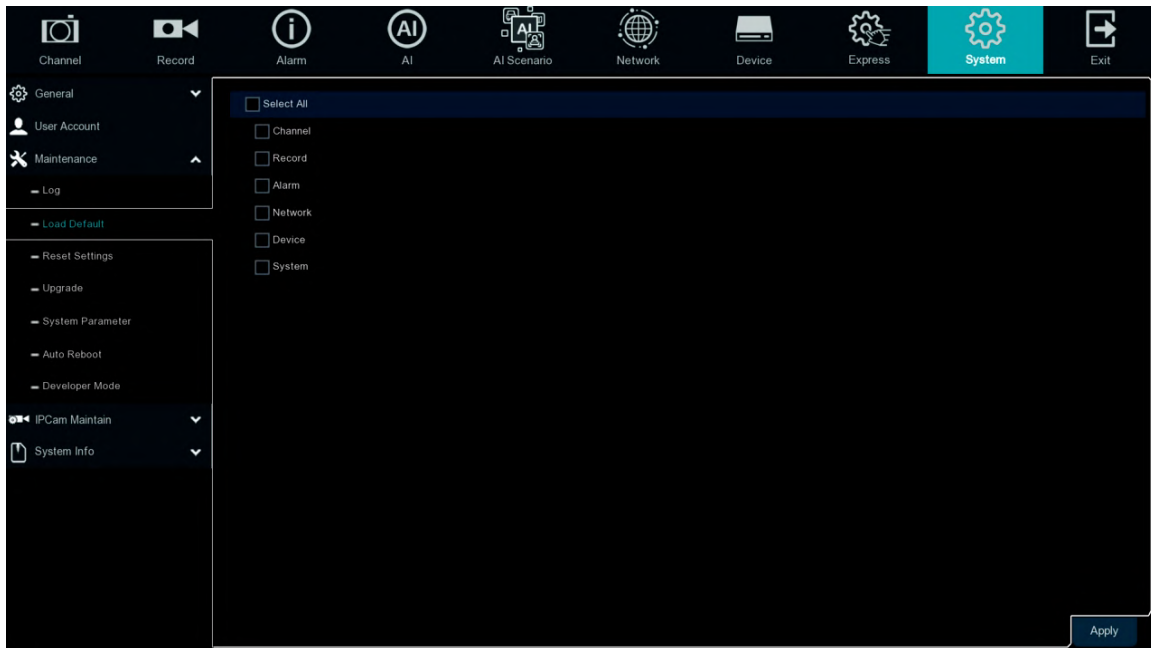 Channel
Record
Alarm
AI
AI
AI
AI Scenario
Network
Device
Express
System
Exit
General
User Account
Maintenance
Log
Load Default
Reset Settings
Upgrade
System Parameter
Auto Reboot
Developer Mode
IPCam Maintain
System Info
Select All
Channel
Record
Alarm
Network
Device
System
Apply